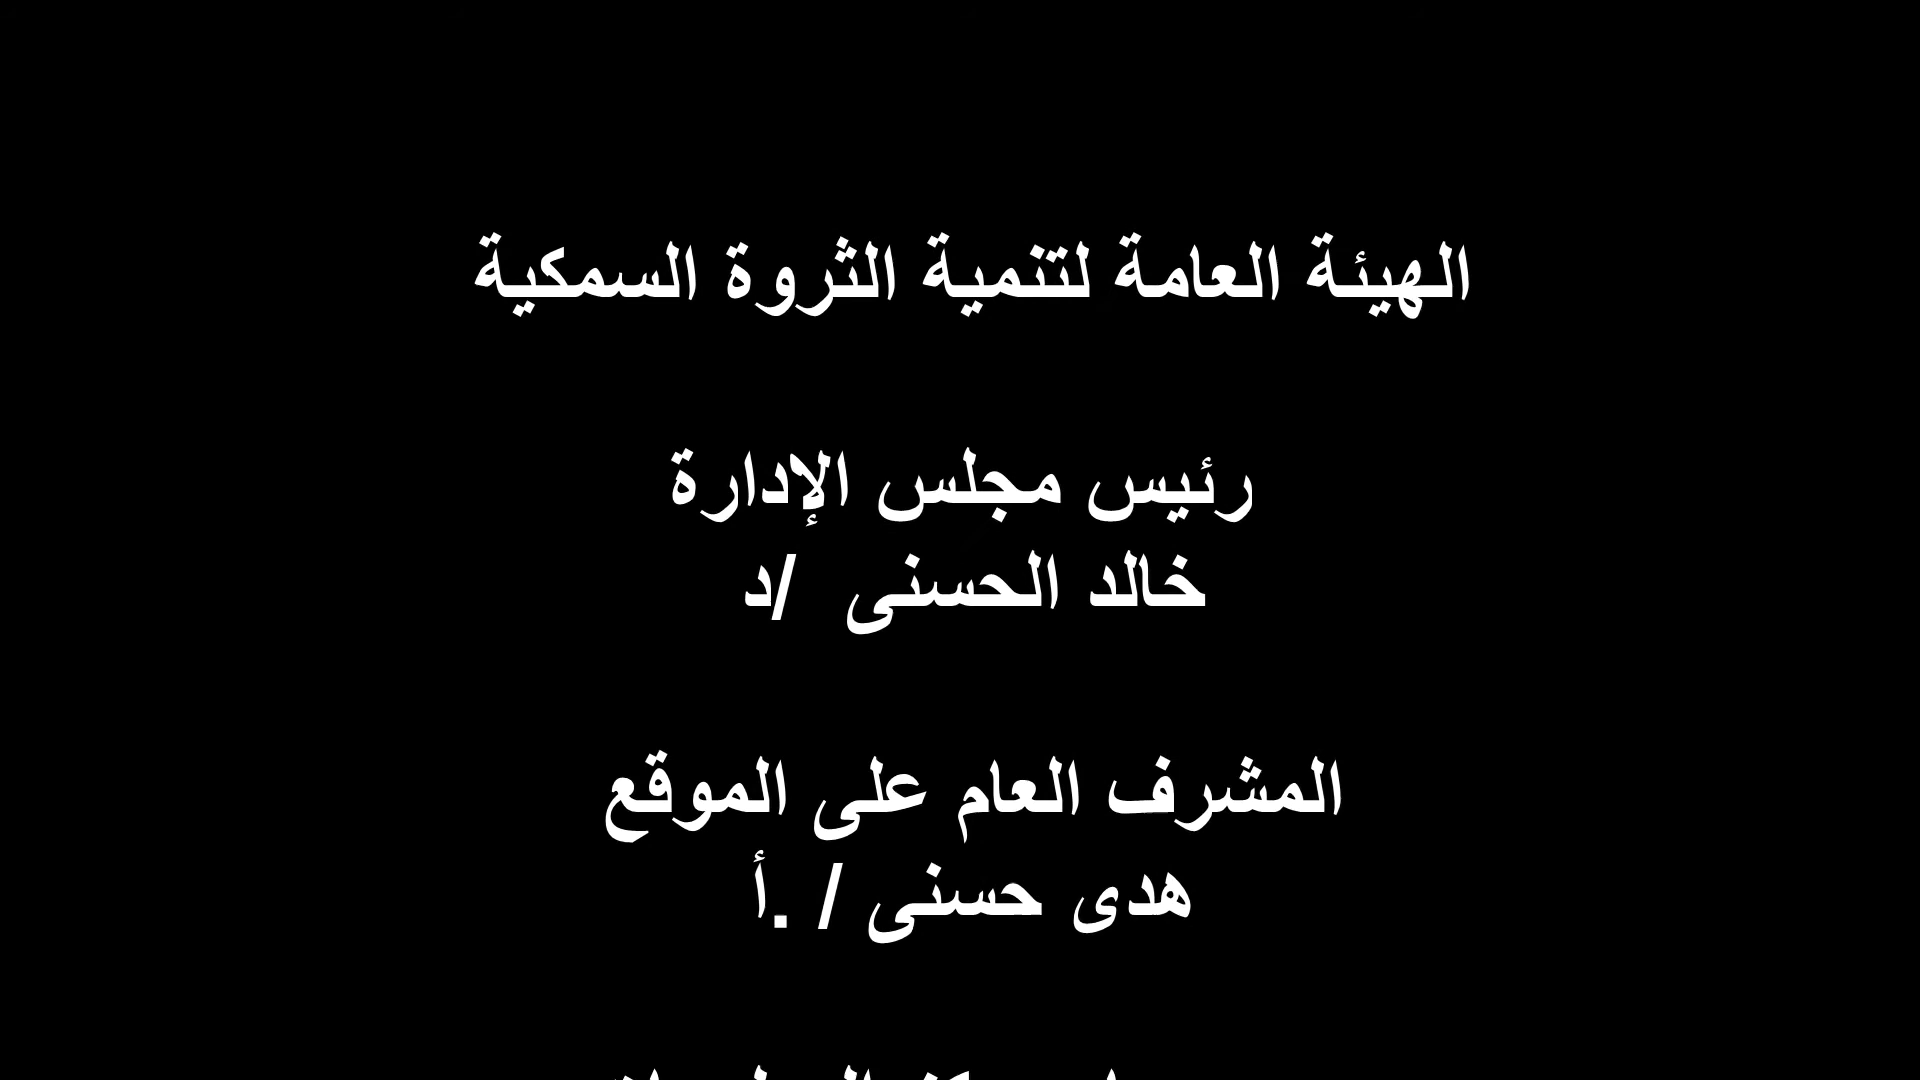 الهيئة العامة لتنمية الثروة السمكية
رئيس مجلس الإدارة
خالد الحسنى /د
المشرف العام على الموقع
هدى حسنى / .أ